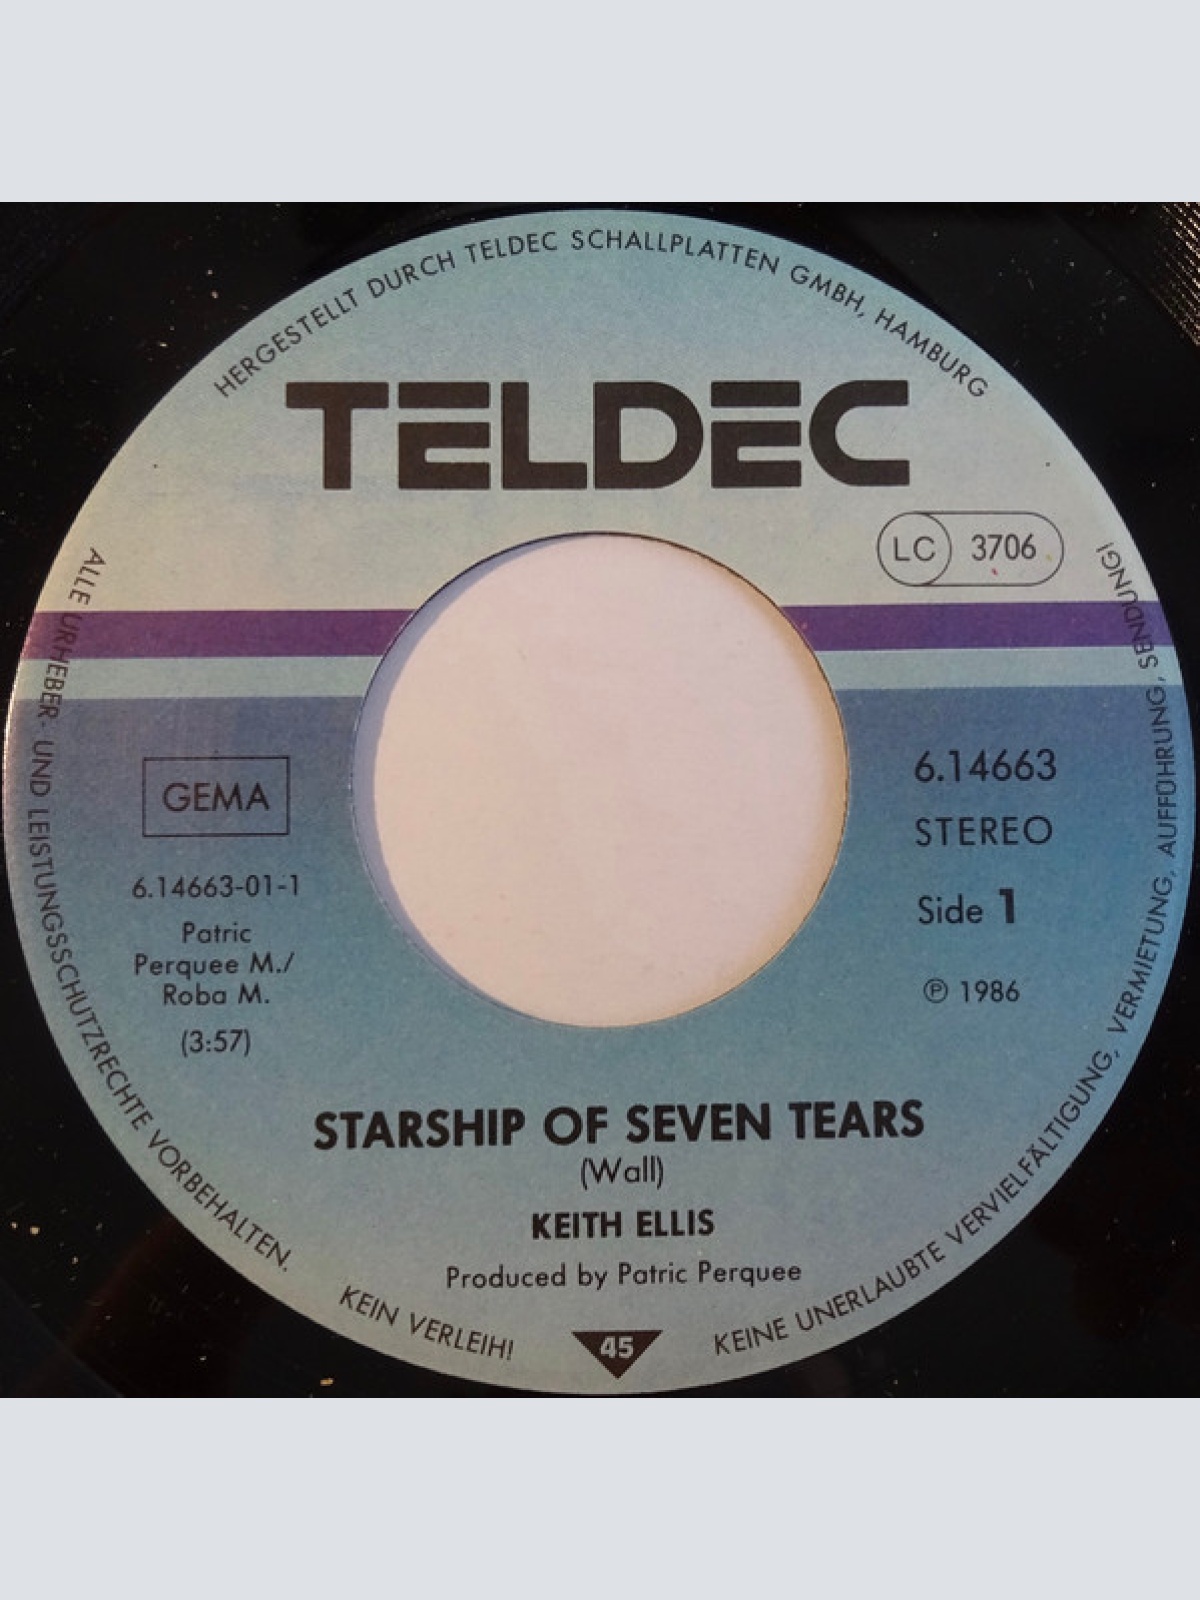 HERGESTELLT DURCH TELDEC SCHALLPLATTEN GMBH, HAMBURG
TELDEC
LC 3706
GEMA
6.14663-01-1
Patric
Perquee M./
Roba M.
(3:57)
6.14663
STEREO
Side 1
℗ 1986
STARSHIP OF SEVEN TEARS
(Wall)
KEITH ELLIS
Produced by Patric Perquee
45
ALLE URHEBER- UND LEISTUNGSSCHUTZRECHTE VORBEHALTEN.
KEIN VERLEIH!
KEINE UNERLAUBTE VERVIELFÄLTIGUNG, VERMIETUNG, AUFFÜHRUNG, SENDUNG!